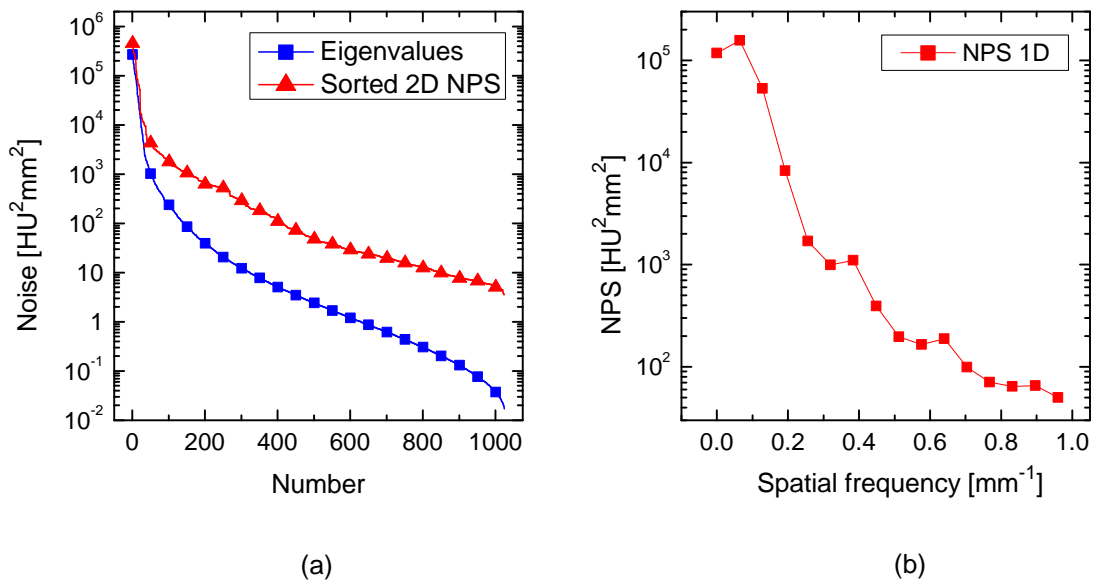 10^6
10^5
10^4
10^3
10^2
10
1
10^-1
10^-2
Noise [HU^2mm^2]
Eigenvalues
Sorted 2D NPS
0 200 400 600 800 1000
Number
(a)
10^5
10^4
10^3
10^2
NPS [HU^2mm^2]
NPS 1D
0.0 0.2 0.4 0.6 0.8 1.0
Spatial frequency [mm^-1]
(b)